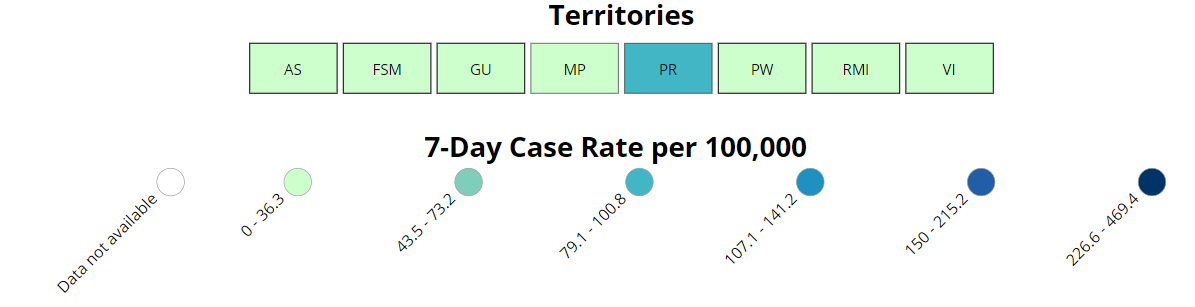 Territories
AS FSM GU MP PR PW RMI VI
7-Day Case Rate per 100,000
Data not available 0 - 36.3 43.5 - 73.2 79.1 - 100.8 107.1 - 141.2 150 - 215.2 226.6 - 469.4